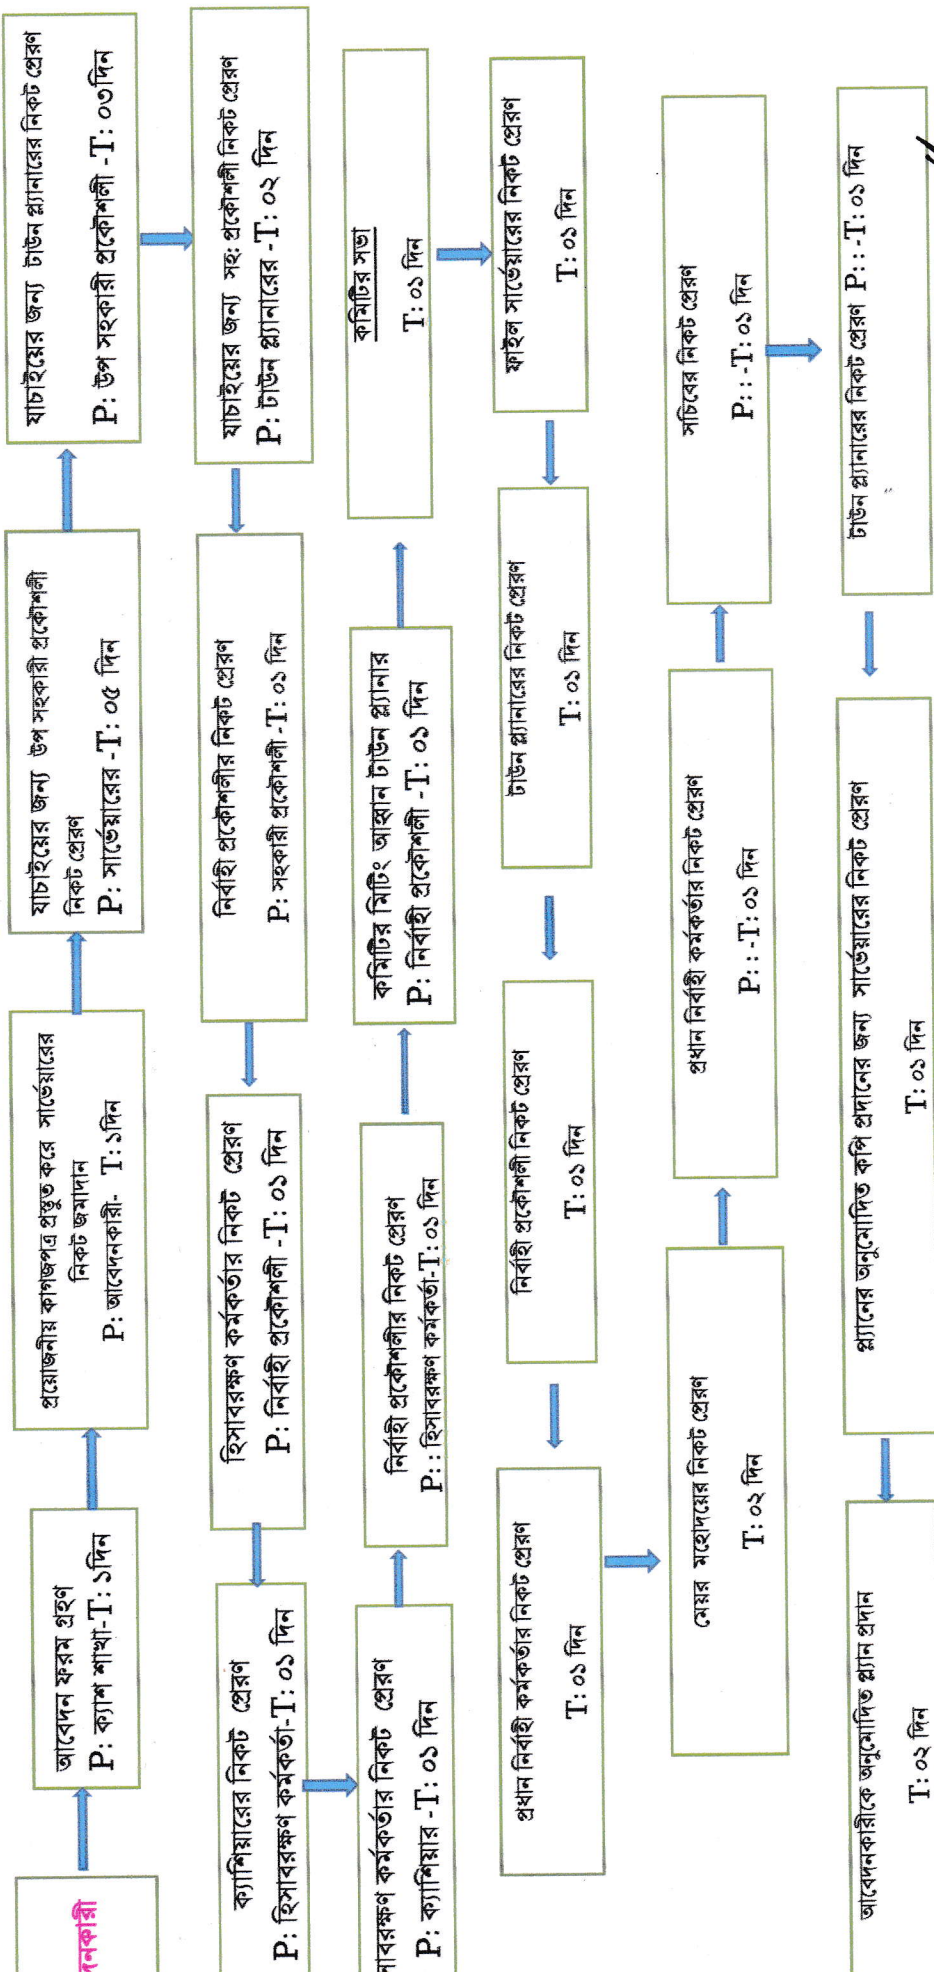 দনকারী
আবেদন ফরম গ্রহণ
P: ক্যাশ শাখা-T: ১দিন
প্রয়োজনীয় কাগজপত্র প্রস্তুত করে সার্ভেয়ারের
নিকট জমাদান
P: আবেদনকারী- T: ১দিন
যাচাইয়ের জন্য উপ সহকারী প্রকৌশলী
নিকট প্রেরণ
P: সার্ভেয়ারের -T: ০৫ দিন
যাচাইয়ের জন্য টাউন প্ল্যানারের নিকট প্রেরণ
P: উপ সহকারী প্রকৌশলী -T: ০৩দিন
যাচাইয়ের জন্য সহ: প্রকৌশলী নিকট প্রেরণ
P: টাউন প্ল্যানারের -T: ০২ দিন
নির্বাহী প্রকৌশলীর নিকট প্রেরণ
P: সহকারী প্রকৌশলী -T: ০১ দিন
হিসাবরক্ষণ কর্মকর্তার নিকট প্রেরণ
P: নির্বাহী প্রকৌশলী -T: ০১ দিন
ক্যাশিয়ারের নিকট প্রেরণ
P: হিসাবরক্ষণ কর্মকর্তা-T: ০১ দিন
সাবরক্ষণ কর্মকর্তার নিকট প্রেরণ
P: ক্যাশিয়ার -T: ০১ দিন
নির্বাহী প্রকৌশলীর নিকট প্রেরণ
P: : হিসাবরক্ষণ কর্মকর্তা-T: ০১ দিন
কমিটির মিটিং আহ্বান টাউন প্ল্যানার
P: নির্বাহী প্রকৌশলী -T: ০১ দিন
কমিটির সভা
T: ০১ দিন
ফাইল সার্ভেয়ারের নিকট প্রেরণ
T: ০১ দিন
টাউন প্ল্যানারের নিকট প্রেরণ
T: ০১ দিন
নির্বাহী প্রকৌশলী নিকট প্রেরণ
T: ০১ দিন
প্রধান নির্বাহী কর্মকর্তার নিকট প্রেরণ
T: ০১ দিন
মেয়র মহোদয়ের নিকট প্রেরণ
T: ০২ দিন
প্রধান নির্বাহী কর্মকর্তার নিকট প্রেরণ
P: : -T: ০১ দিন
সচিবের নিকট প্রেরণ
P: : -T: ০১ দিন
টাউন প্ল্যানারের নিকট প্রেরণ P: : -T: ০১ দিন
প্ল্যানের অনুমোদিত কপি প্রদানের জন্য সার্ভেয়ারের নিকট প্রেরণ
T: ০১ দিন
আবেদনকারীকে অনুমোদিত প্ল্যান প্রদান
T: ০২ দিন